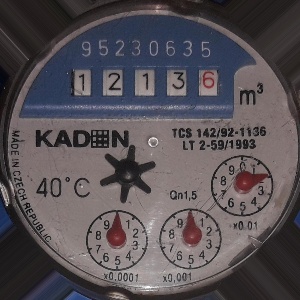 95230635
12136
m³
KADEN
TCS 142/92-1136
LT 2-59/1993
MADE IN CZECH REPUBLIC
40°C
Qn1,5
x0.01
x0,001
x0.0001